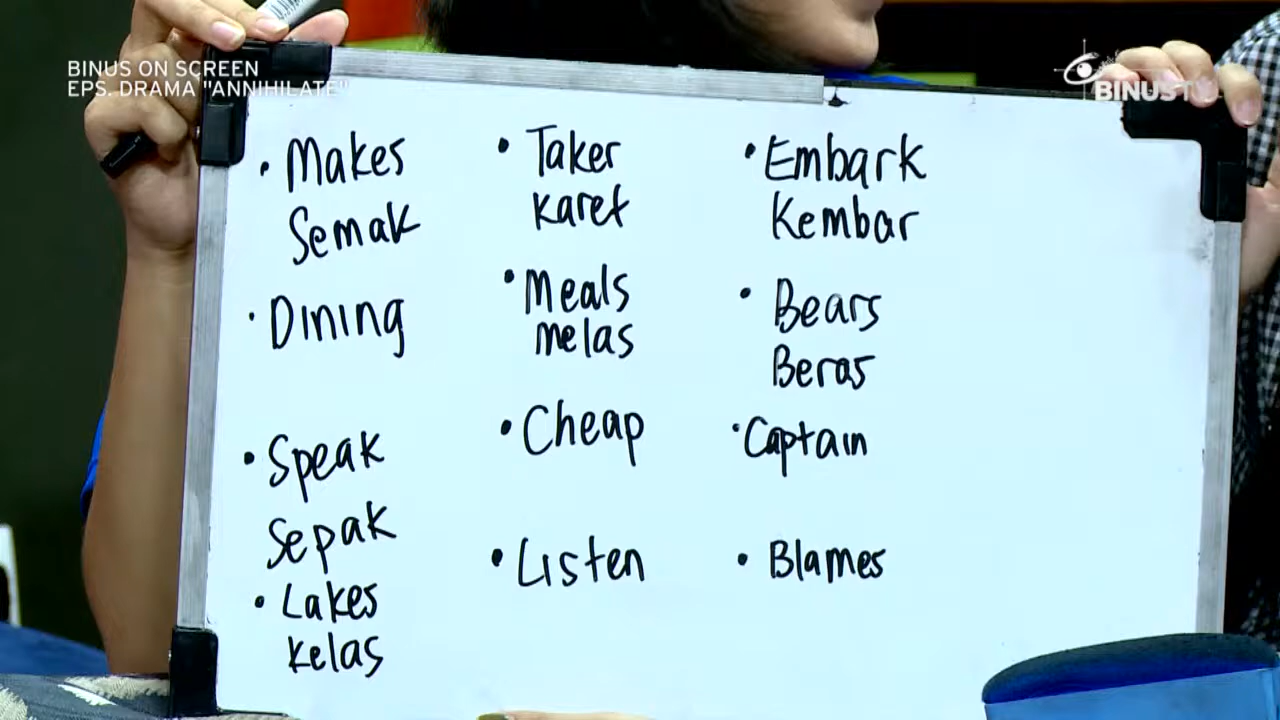 BINUS ON SCREEN
EPS. DRAMA "ANNIHILATE"
BINUSTV
• Makes
Semak
• Dining
• Speak
Sepak
• Lakes
Kelas
• Taker
Karet
• Meals
Melas
• Cheap
• Listen
• Embark
Kembar
• Bears
Beras
• Captain
• Blames